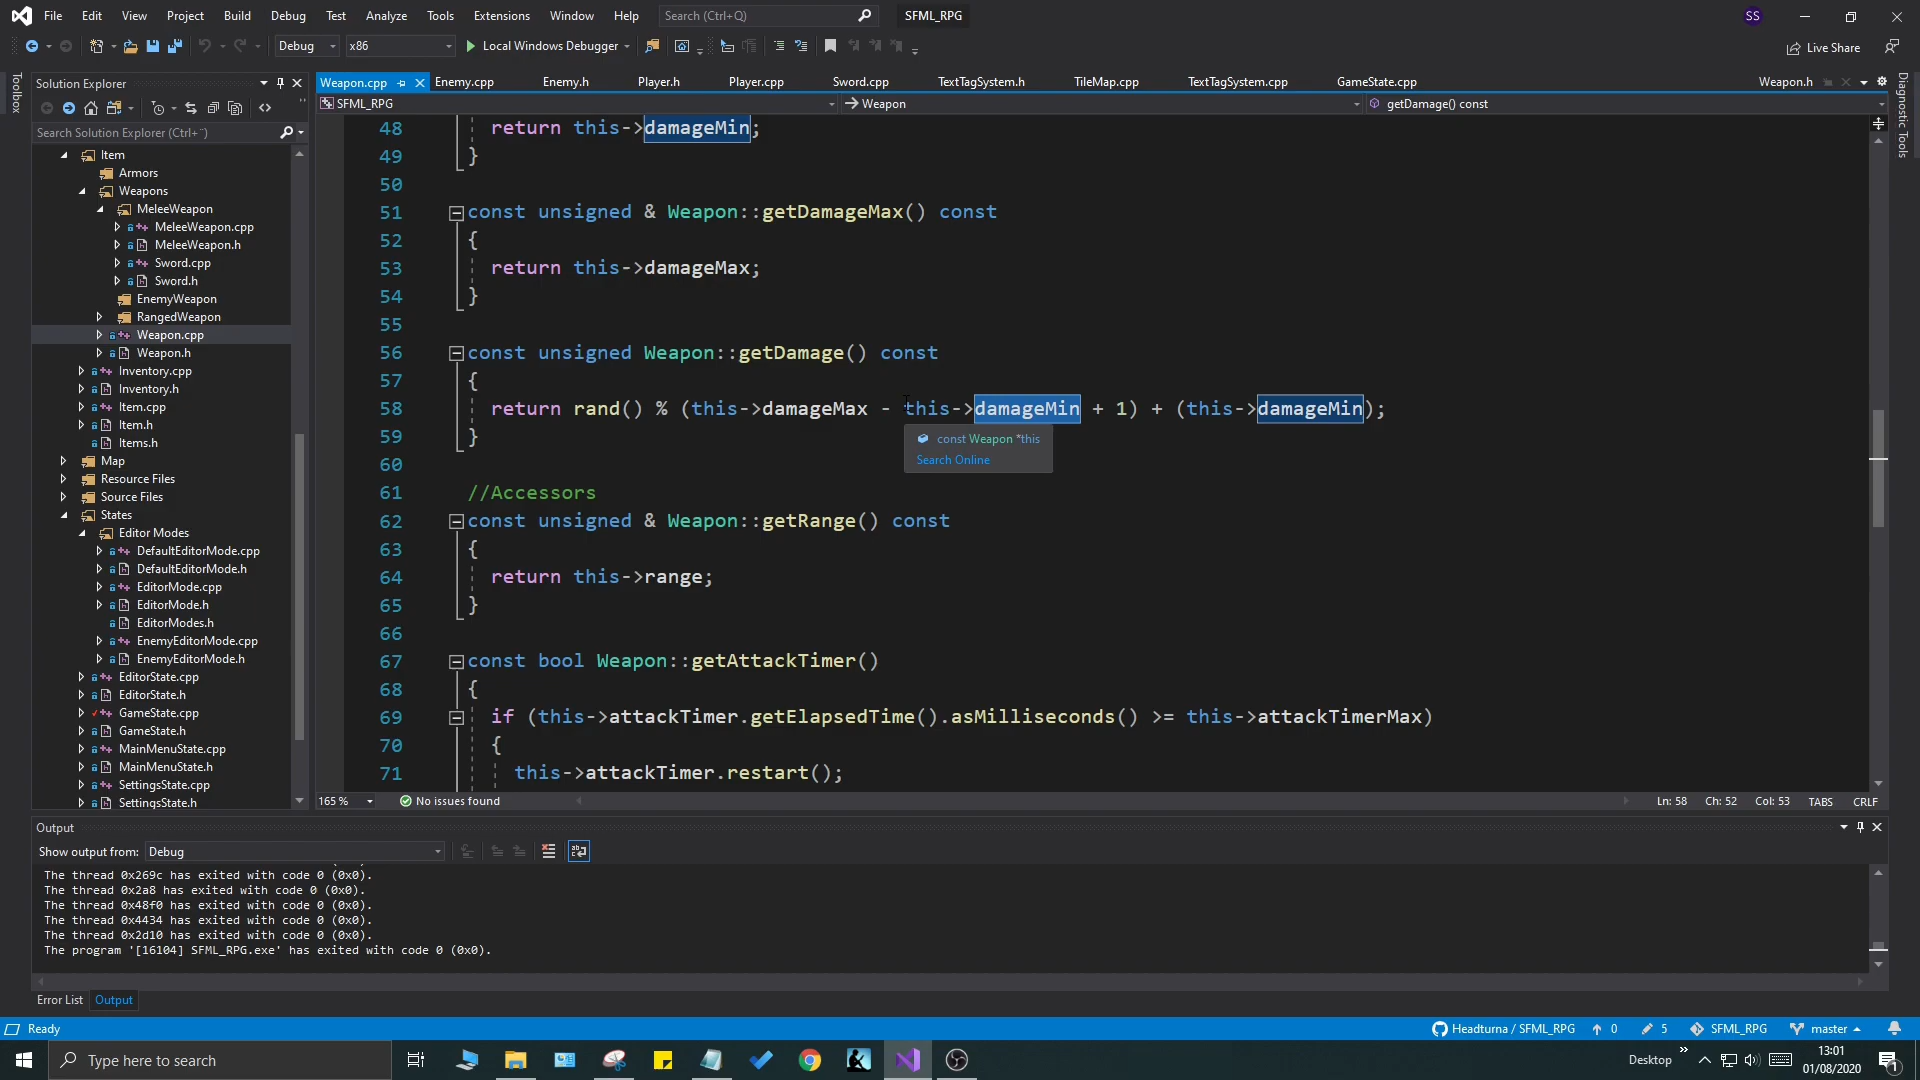 File Edit View Project Build Debug Test Analyze Tools Extensions Window Help Search (Ctrl+Q) SFML_RPG SS
Debug x86 Local Windows Debugger Live Share
Toolbox
Solution Explorer
Search Solution Explorer (Ctrl+¨)
Item
Armors
Weapons
MeleeWeapon
MeleeWeapon.cpp
MeleeWeapon.h
Sword.cpp
Sword.h
EnemyWeapon
RangedWeapon
Weapon.cpp
Weapon.h
Inventory.cpp
Inventory.h
Item.cpp
Item.h
Items.h
Map
Resource Files
Source Files
States
Editor Modes
DefaultEditorMode.cpp
DefaultEditorMode.h
EditorMode.cpp
EditorMode.h
EditorModes.h
EnemyEditorMode.cpp
EnemyEditorMode.h
EditorState.cpp
EditorState.h
GameState.cpp
GameState.h
MainMenuState.cpp
MainMenuState.h
SettingsState.cpp
SettingsState.h
Weapon.cpp Enemy.cpp Enemy.h Player.h Player.cpp Sword.cpp TextTagSystem.h TileMap.cpp TextTagSystem.cpp GameState.cpp Weapon.h
SFML_RPG Weapon getDamage() const
48 return this->damageMin;
49 }
50
51 const unsigned & Weapon::getDamageMax() const
52 {
53 return this->damageMax;
54 }
55
56 const unsigned Weapon::getDamage() const
57 {
58 return rand() % (this->damageMax - this->damageMin + 1) + (this->damageMin);
59 }
const Weapon *this
Search Online
60
61 //Accessors
62 const unsigned & Weapon::getRange() const
63 {
64 return this->range;
65 }
66
67 const bool Weapon::getAttackTimer()
68 {
69 if (this->attackTimer.getElapsedTime().asMilliseconds() >= this->attackTimerMax)
70 {
71 this->attackTimer.restart();
165 % No issues found Ln: 58 Ch: 52 Col: 53 TABS CRLF
Diagnostic Tools
Output
Show output from: Debug
The thread 0x269c has exited with code 0 (0x0).
The thread 0x2a8 has exited with code 0 (0x0).
The thread 0x48f0 has exited with code 0 (0x0).
The thread 0x4434 has exited with code 0 (0x0).
The thread 0x2d10 has exited with code 0 (0x0).
The program '[16104] SFML_RPG.exe' has exited with code 0 (0x0).
Error List Output
Ready Headturna / SFML_RPG 0 5 SFML_RPG master
Type here to search Desktop 13:01
01/08/2020 1